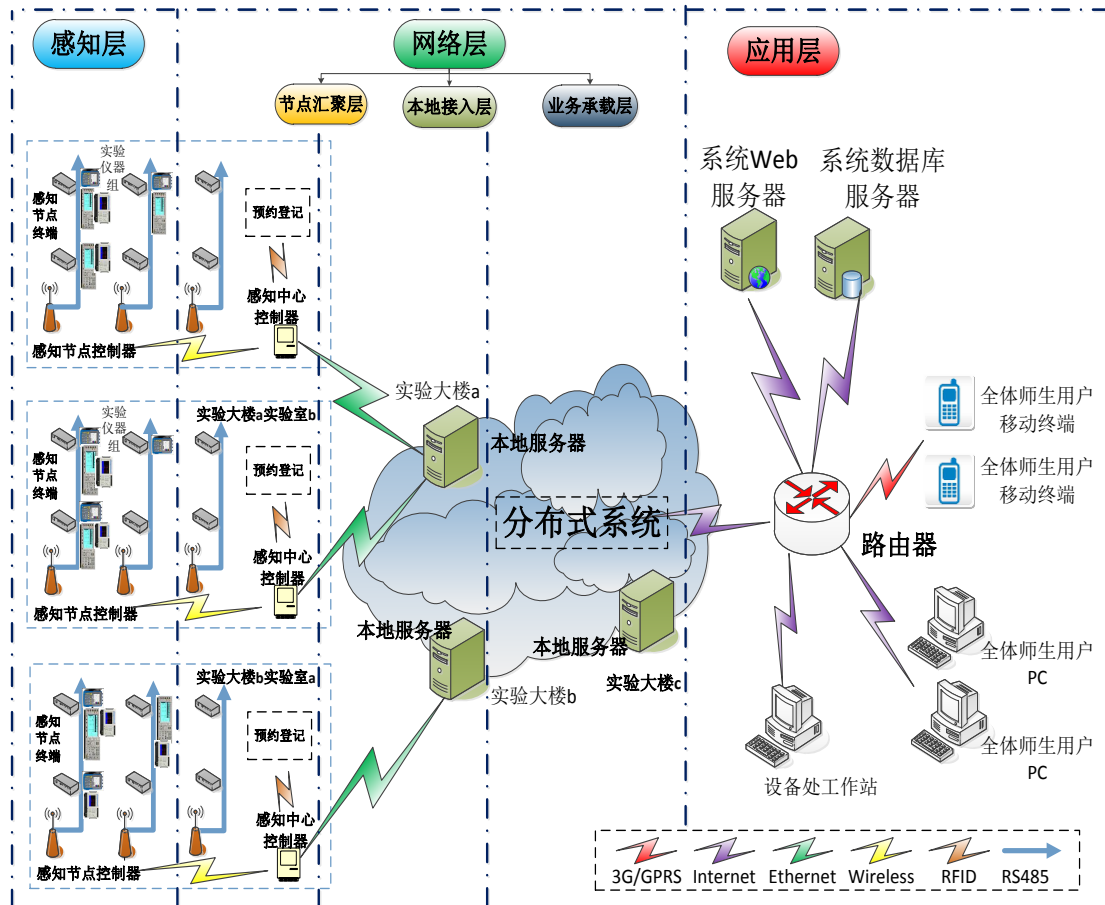 感知层
网络层
应用层
节点汇聚层
本地接入层
业务承载层
实验
仪器
组
感知
节点
终端
预约登记
感知中心
控制器
感知节点控制器
实验大楼a实验室b
实验
仪器
组
感知
节点
终端
预约登记
感知中心
控制器
感知节点控制器
实验大楼b实验室a
感知
节点
终端
预约登记
感知中心
控制器
感知节点控制器
实验大楼a
本地服务器
分布式系统
本地服务器
实验大楼b
本地服务器
实验大楼c
系统Web
服务器
系统数据库
服务器
全体师生用户
移动终端
全体师生用户
移动终端
路由器
全体师生用户
PC
全体师生用户
PC
设备处工作站
3G/GPRS
Internet
Ethernet
Wireless
RFID
RS485